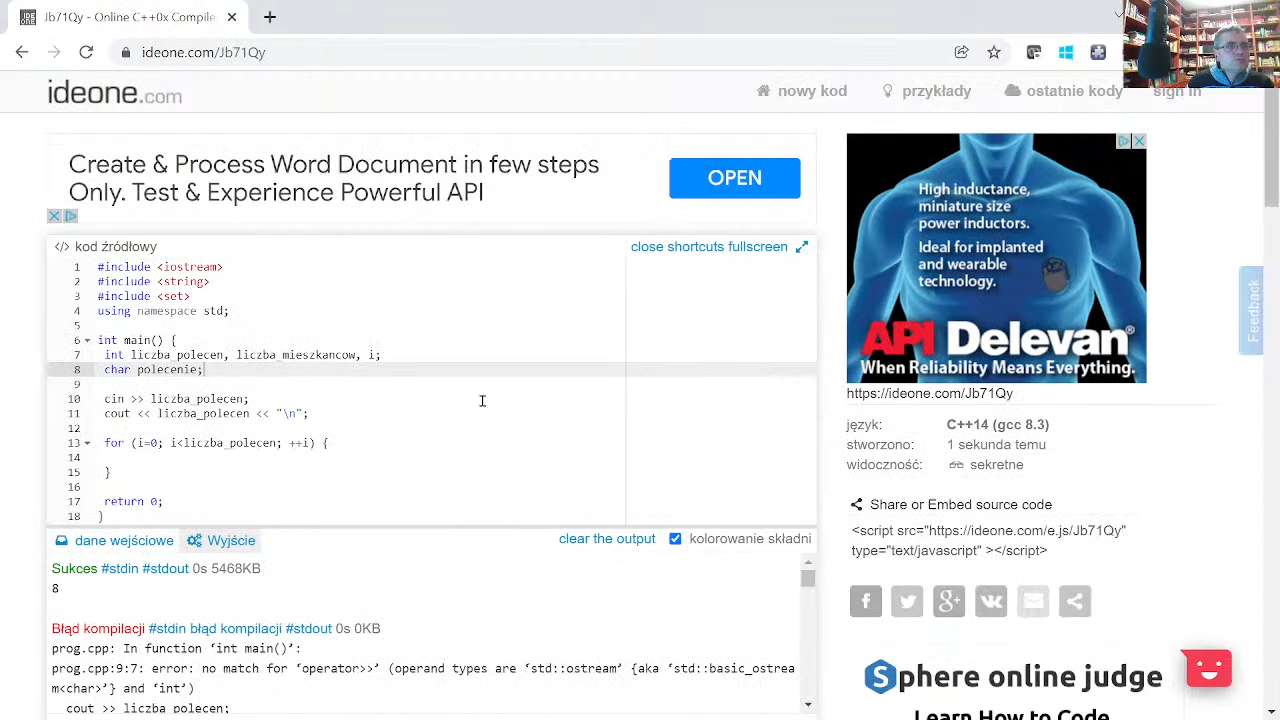 Jb71Qy - Online C++0x Compile
ideone.com/Jb71Qy
ideone.com
nowy kod
przykłady
ostatnie kody
sign in
Create & Process Word Document in few steps
Only. Test & Experience Powerful API
OPEN
High inductance,
miniature size
power inductors.
Ideal for implanted
and wearable
technology.
API Delevan®
When Reliability Means Everything.
</> kod źródłowy
close shortcuts fullscreen
1 #include <iostream>
2 #include <string>
3 #include <set>
4 using namespace std;
5
6 int main() {
7 int liczba_polecen, liczba_mieszkancow, i;
8 char polecenie;
9
10 cin >> liczba_polecen;
11 cout << liczba_polecen << "\n";
12
13 for (i=0; i<liczba_polecen; ++i) {
14
15 }
16
17 return 0;
18 }
dane wejściowe
Wyjście
clear the output
kolorowanie składni
Sukces #stdin #stdout 0s 5468KB
8
Błąd kompilacji #stdin błąd kompilacji #stdout 0s 0KB
prog.cpp: In function ‘int main()’:
prog.cpp:9:7: error: no match for ‘operator>>’ (operand types are ‘std::ostream’ {aka ‘std::basic_ostrea
m<char>’} and ‘int’)
cout >> liczba_polecen;
https://ideone.com/Jb71Qy
język: C++14 (gcc 8.3)
stworzono: 1 sekunda temu
widoczność: sekretne
Share or Embed source code
<script src="https://ideone.com/e.js/Jb71Qy"
type="text/javascript" ></script>
Sphere online judge
Learn How to Code
Feedback